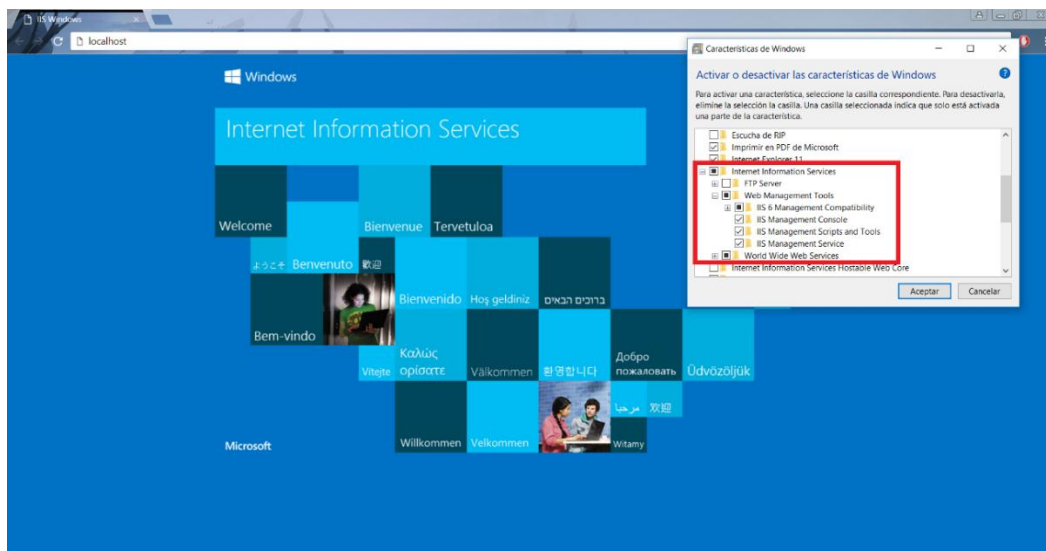 IIS Windows
localhost
Windows
Internet Information Services
Welcome
Bienvenue
Tervetuloa
ようこそ
Benvenuto
歡迎
Bienvenido
Hoş geldiniz
ברוכים הבאים
Bem-vindo
Vítejte
Καλώς
ορίσατε
Välkommen
환영합니다
Добро
пожаловать
Üdvözöljük
مرحبا
欢迎
Microsoft
Willkommen
Velkommen
Witamy
Características de Windows
Activar o desactivar las características de Windows
Para activar una característica, seleccione la casilla correspondiente. Para desactivarla,
elimine la selección la casilla. Una casilla seleccionada indica que solo está activada
una parte de la característica.
Escucha de RIP
Imprimir en PDF de Microsoft
Internet Explorer 11
Internet Information Services
FTP Server
Web Management Tools
IIS 6 Management Compatibility
IIS Management Console
IIS Management Scripts and Tools
IIS Management Service
World Wide Web Services
Internet Information Services Hostable Web Core
Aceptar
Cancelar